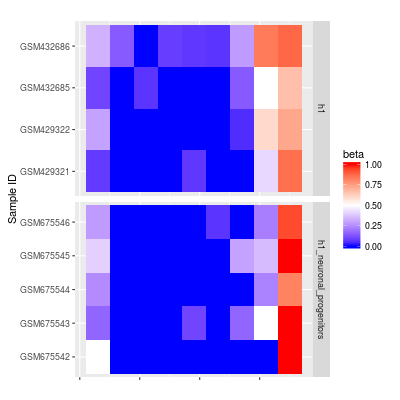 Sample ID
GSM432686
GSM432685
GSM429322
GSM429321
h1
GSM675546
GSM675545
GSM675544
GSM675543
GSM675542
h1_neuronal_progenitors
beta
1.00
0.75
0.50
0.25
0.00